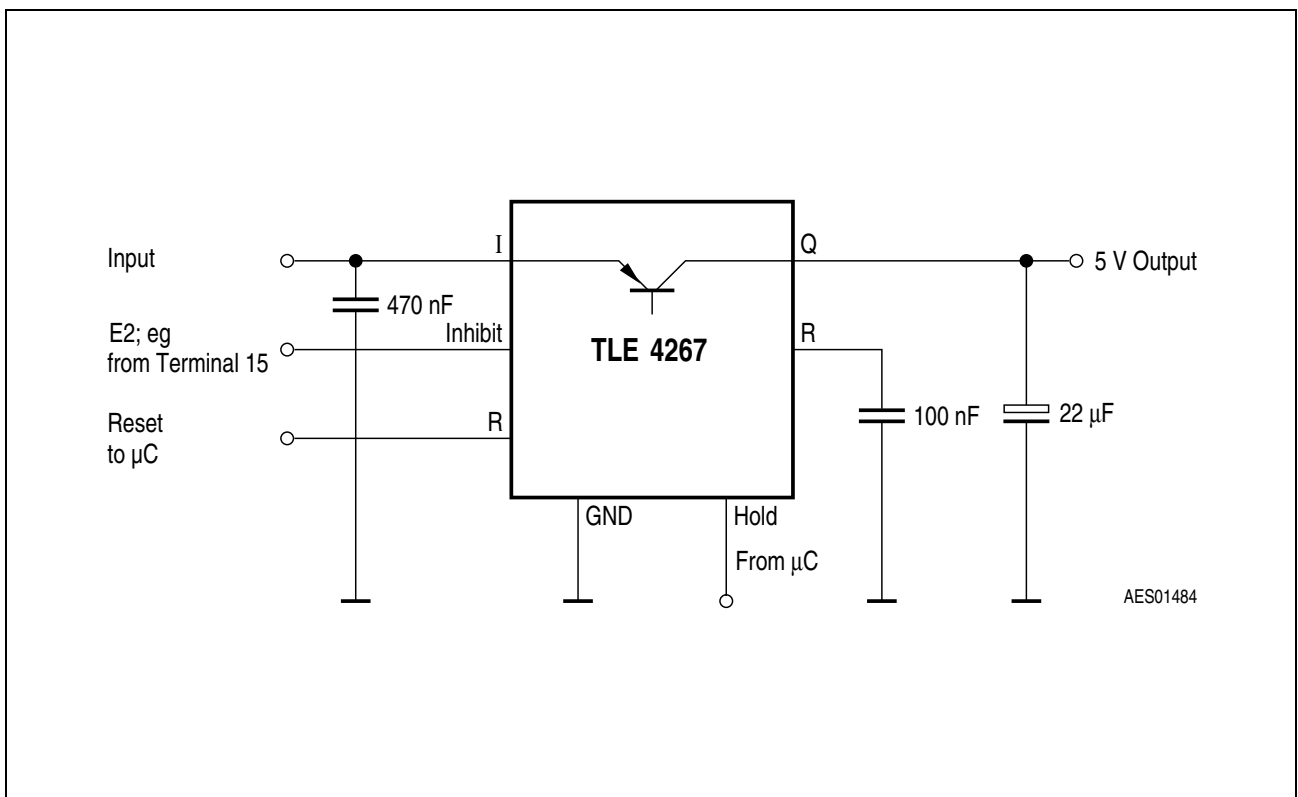 I
Q
Input
5 V Output
470 nF
E2; eg
from Terminal 15
Inhibit
TLE 4267
R
100 nF
22 μF
Reset
to μC
R
GND
Hold
From μC
AES01484